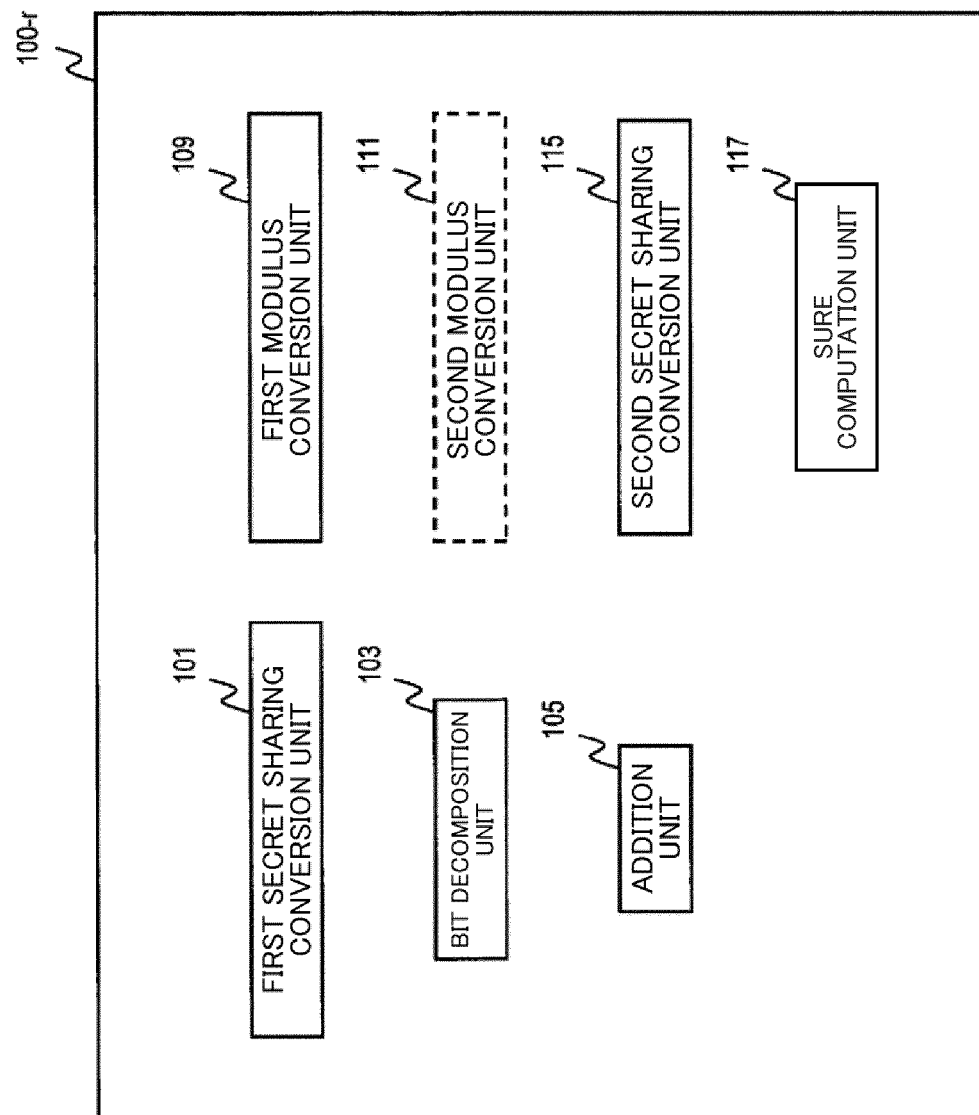 100-r
101
FIRST SECRET SHARING
CONVERSION UNIT
103
BIT DECOMPOSITION
UNIT
105
ADDITION
UNIT
109
FIRST MODULUS
CONVERSION UNIT
111
SECOND MODULUS
CONVERSION UNIT
115
SECOND SECRET SHARING
CONVERSION UNIT
117
SURE
COMPUTATION UNIT